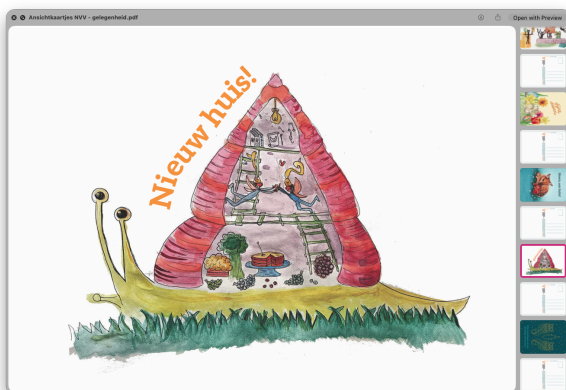 Ansichtkaartjes NVV - gelegenheid.pdf
Open with Preview
Nieuw huis!